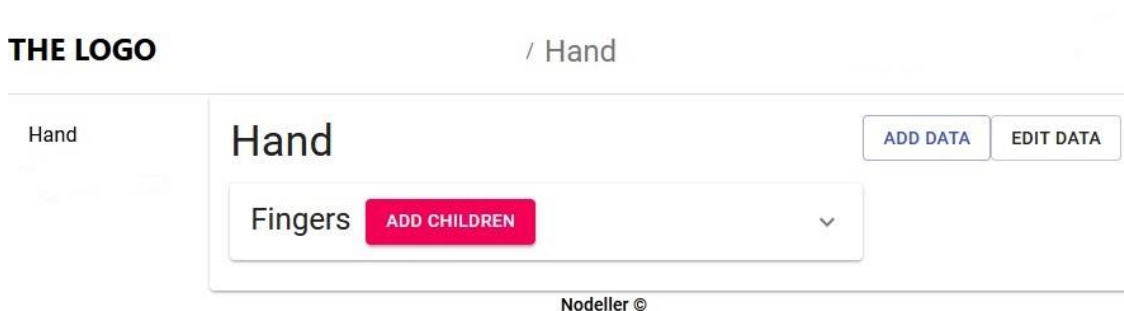 THE LOGO
/ Hand
Hand
Hand
ADD DATA
EDIT DATA
Fingers
ADD CHILDREN
Nodeller ©